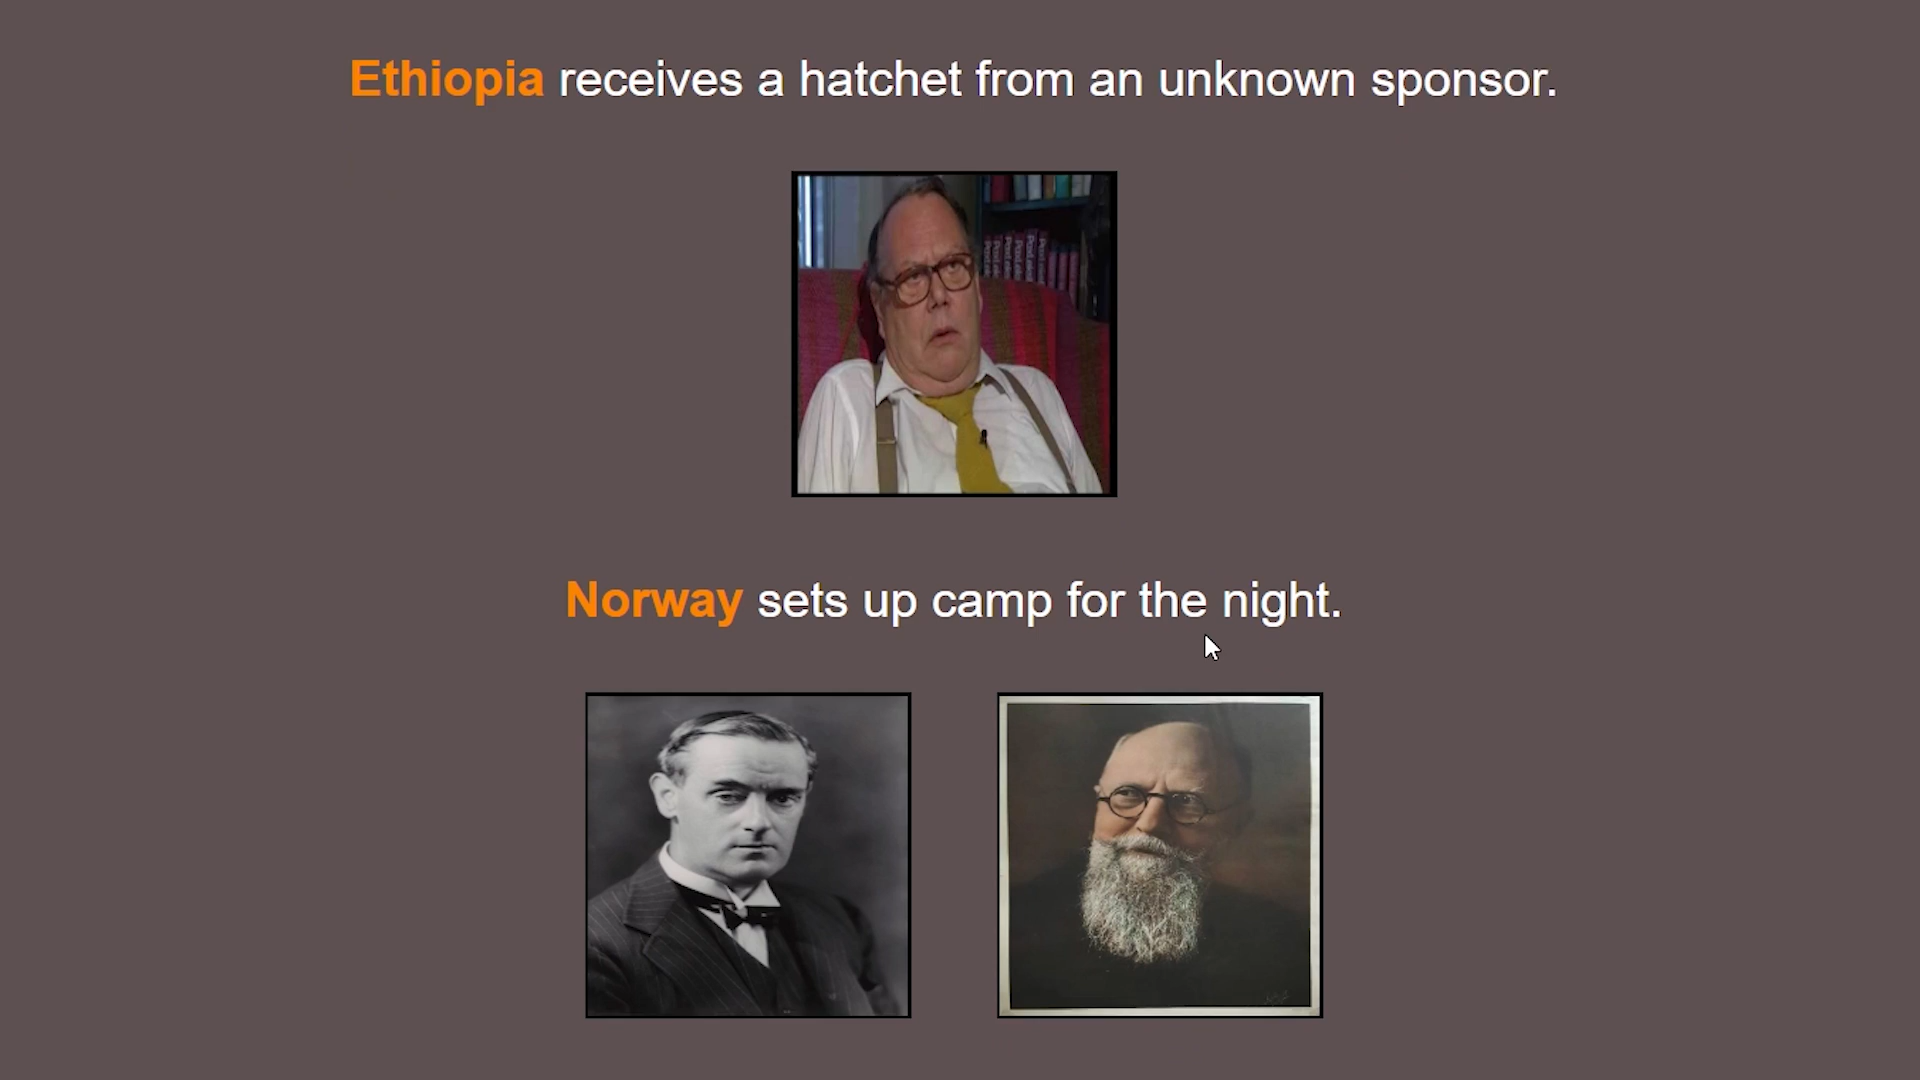 Ethiopia receives a hatchet from an unknown sponsor.
Norway sets up camp for the night.